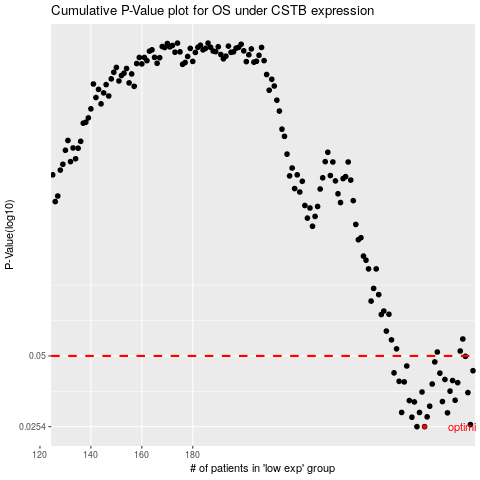 Cumulative P-Value plot for OS under CSTB expression
P-Value(log10)
0.05
0.0254
optimi
120 140 160 180
# of patients in 'low exp' group